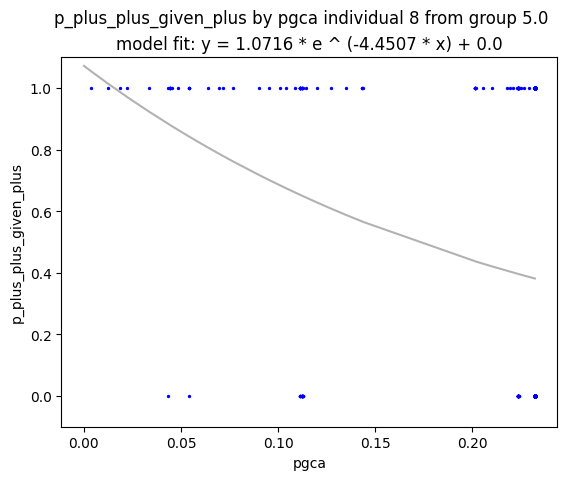 p_plus_plus_given_plus by pgca individual 8 from group 5.0
model fit: y = 1.0716 * e ^ (-4.4507 * x) + 0.0
1.0
0.8
0.6
0.4
0.2
0.0
p_plus_plus_given_plus
0.00 0.05 0.10 0.15 0.20
pgca